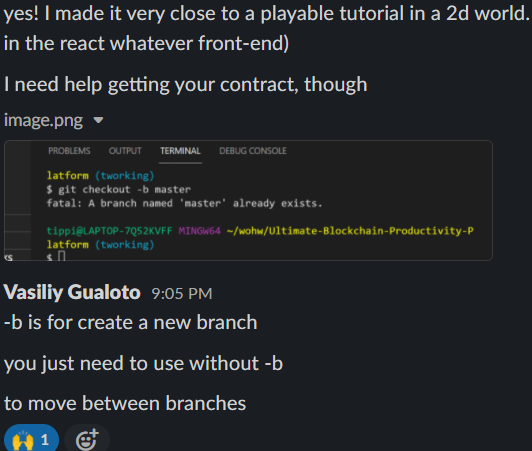 yes! I made it very close to a playable tutorial in a 2d world.
in the react whatever front-end)
I need help getting your contract, though
image.png
PROBLEMS OUTPUT TERMINAL DEBUG CONSOLE
latform (tworking)
$ git checkout -b master
fatal: A branch named 'master' already exists.
tippi@LAPTOP-7Q52KVFF MINGW64 ~/wohw/Ultimate-Blockchain-Productivity-P
latform (tworking)
$
Vasiliy Gualoto 9:05 PM
-b is for create a new branch
you just need to use without -b
to move between branches
1